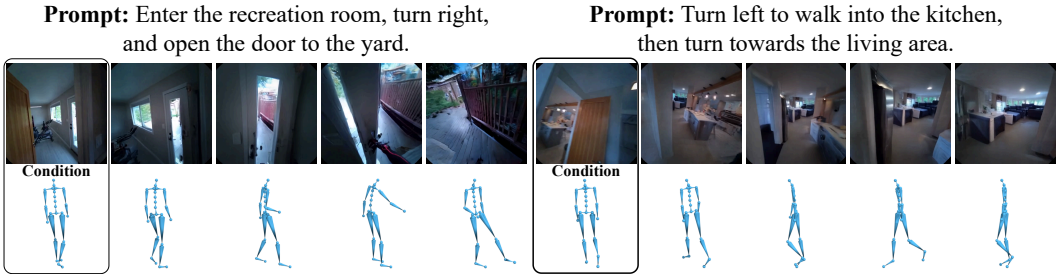 Prompt: Enter the recreation room, turn right,
and open the door to the yard.
Condition
Prompt: Turn left to walk into the kitchen,
then turn towards the living area.
Condition